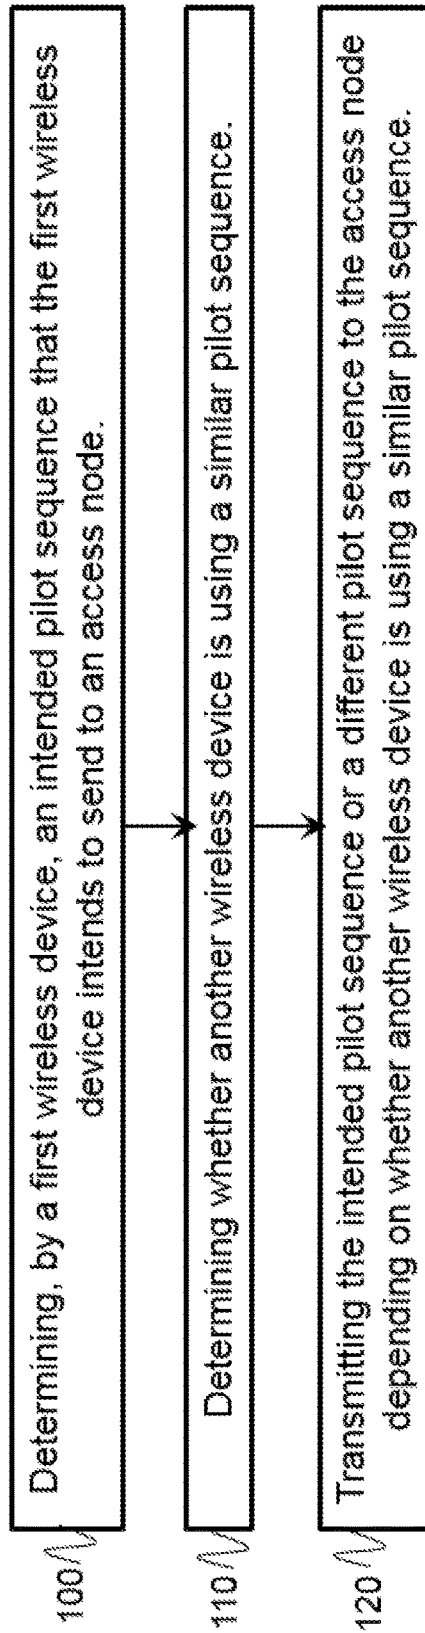 100
Determining, by a first wireless device, an intended pilot sequence that the first wireless
device intends to send to an access node.
110
Determining whether another wireless device is using a similar pilot sequence.
120
Transmitting the intended pilot sequence or a different pilot sequence to the access node
depending on whether another wireless device is using a similar pilot sequence.